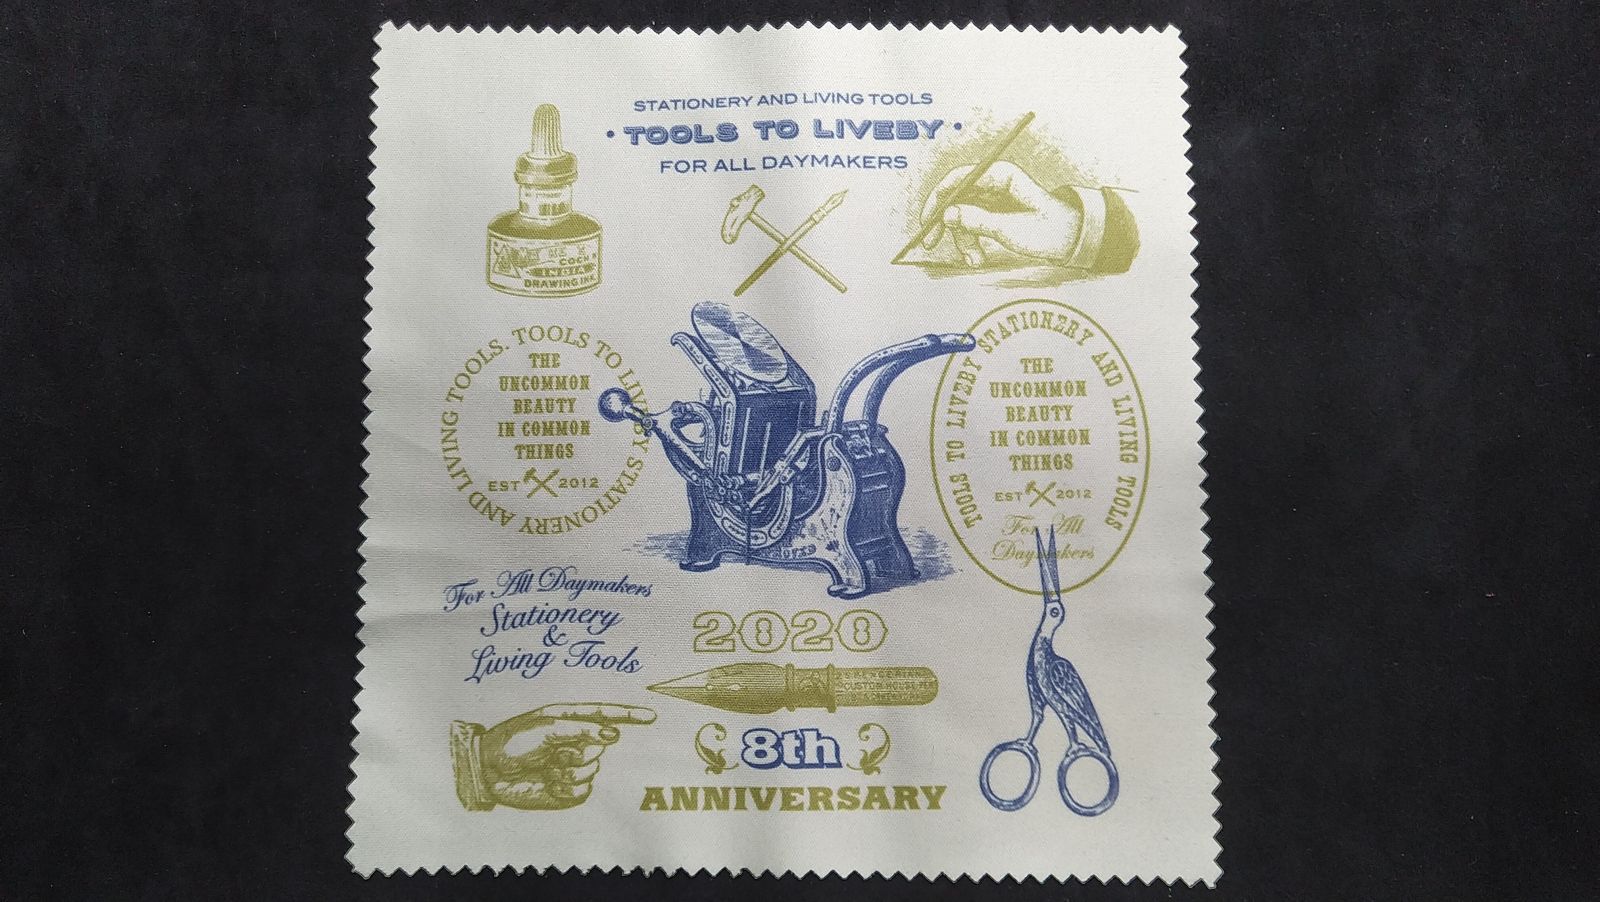 STATIONERY AND LIVING TOOLS
• TOOLS TO LIVEBY •
FOR ALL DAYMAKERS
INDIA
DRAWING INK
TOOLS TO LIVEBY STATIONERY AND LIVING TOOLS.
THE
UNCOMMON
BEAUTY
IN COMMON
THINGS
EST 2012
TOOLS TO LIVEBY STATIONERY AND LIVING TOOLS
THE
UNCOMMON
BEAUTY
IN COMMON
THINGS
EST 2012
For All
Daymakers
For All Daymakers
Stationery
&
Living Tools
2020
8th
ANNIVERSARY